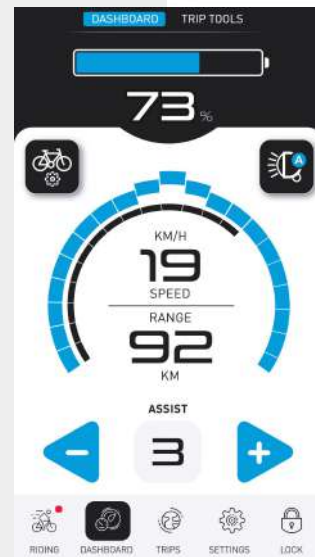 DASHBOARD TRIP TOOLS
73 %
A
KM/H
19
SPEED
RANGE
92
KM
ASSIST
- 3 +
RIDING DASHBOARD TRIPS SETTINGS LOCK